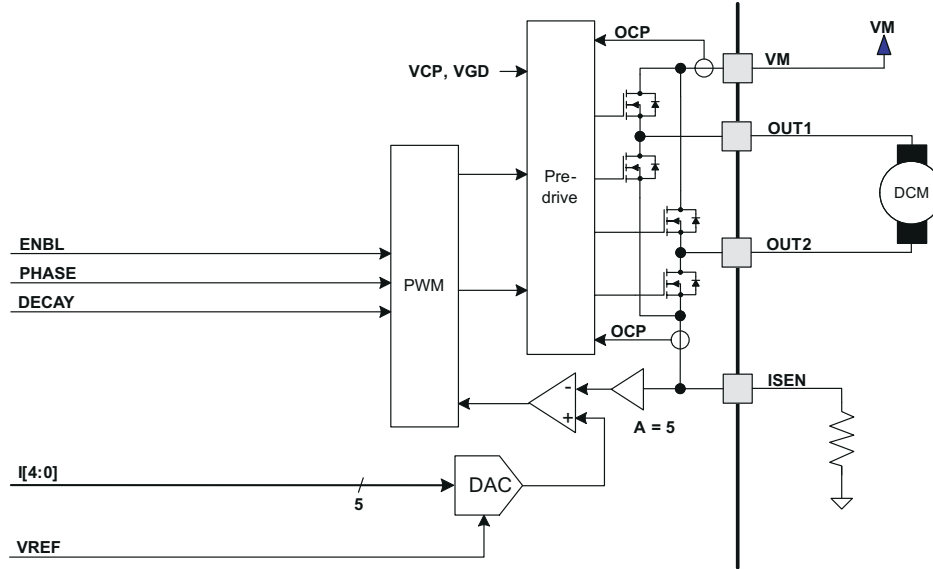 OCP
VM
VM
VCP, VGD
OUT1
Pre-
drive
DCM
ENBL
PHASE
DECAY
PWM
OUT2
OCP
ISEN
-
+
A = 5
I[4:0]
5
DAC
VREF